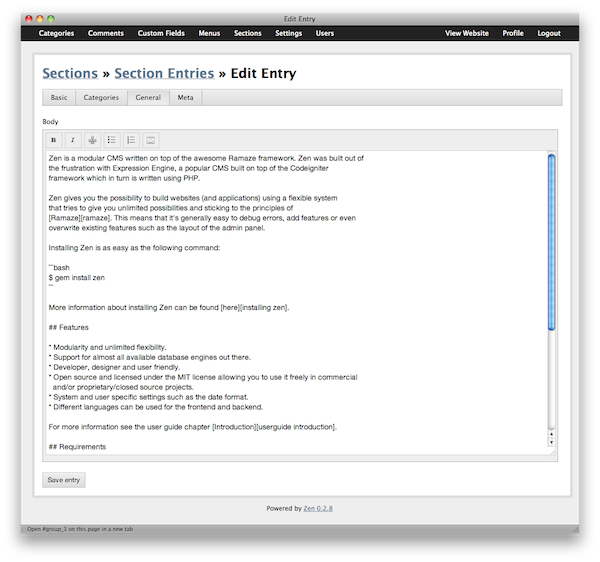 Edit Entry
Categories Comments Custom Fields Menus Sections Settings Users View Website Profile Logout
Sections » Section Entries » Edit Entry
Basic Categories General Meta
Body
B I
Zen is a modular CMS written on top of the awesome Ramaze framework. Zen was built out of
the frustration with Expression Engine, a popular CMS built on top of the Codeigniter
framework which in turn is written using PHP.
Zen gives you the possibility to build websites (and applications) using a flexible system
that tries to give you unlimited possibilities and sticking to the principles of
[Ramaze][ramaze]. This means that it's generally easy to debug errors, add features or even
overwrite existing features such as the layout of the admin panel.
Installing Zen is as easy as the following command:
```bash
$ gem install zen
```
More information about installing Zen can be found [here][installing zen].
## Features
* Modularity and unlimited flexibility.
* Support for almost all available database engines out there.
* Developer, designer and user friendly.
* Open source and licensed under the MIT license allowing you to use it freely in commercial
and/or proprietary/closed source projects.
* System and user specific settings such as the date format.
* Different languages can be used for the frontend and backend.
For more information see the user guide chapter [Introduction][userguide introduction].
## Requirements
Save entry
Powered by Zen 0.2.8
Open #group_1 on this page in a new tab